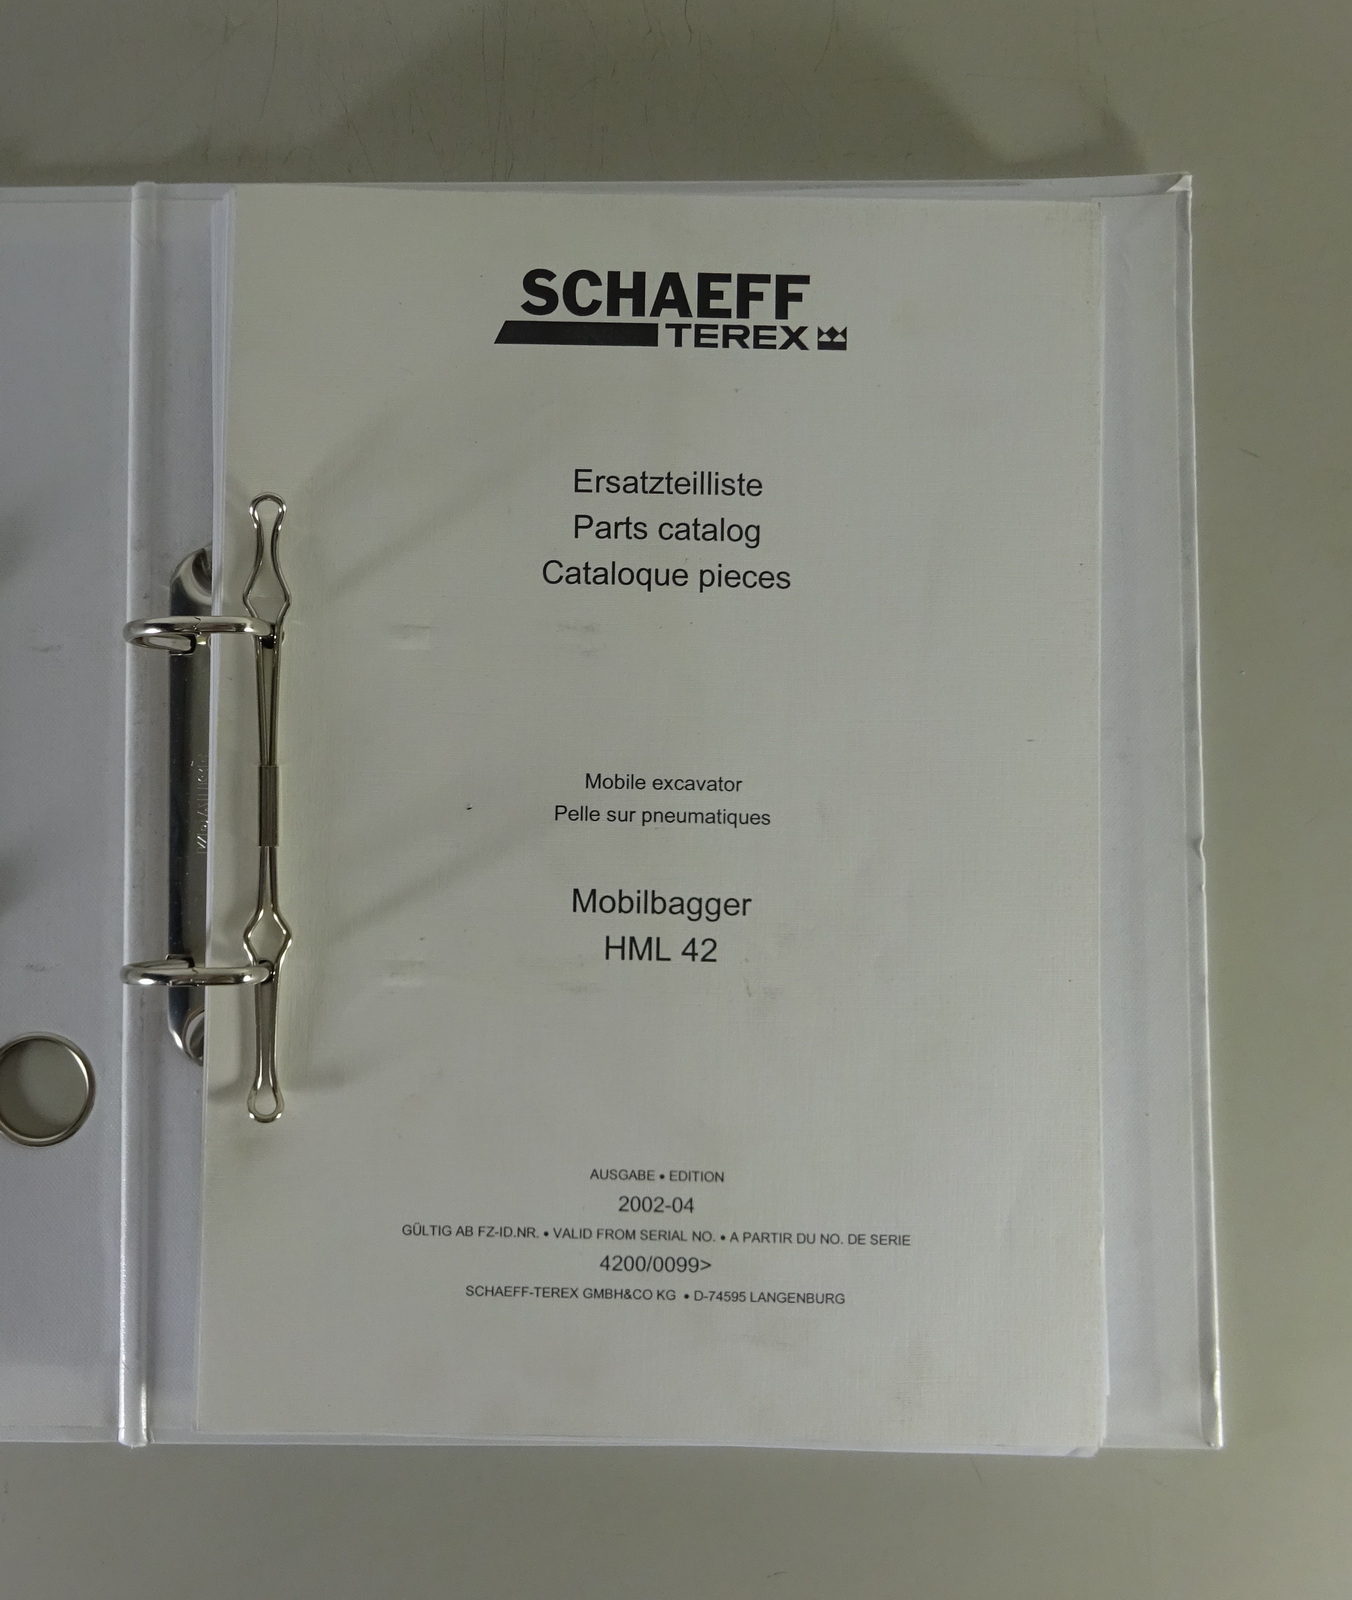 SCHAEFF
TEREX
Ersatzteilliste
Parts catalog
Cataloque pieces
Mobile excavator
Pelle sur pneumatiques
Mobilbagger
HML 42
AUSGABE • EDITION
2002-04
GÜLTIG AB FZ-ID.NR. • VALID FROM SERIAL NO. • A PARTIR DU NO. DE SERIE
4200/0099>
SCHAEFF-TEREX GMBH&CO KG • D-74595 LANGENBURG